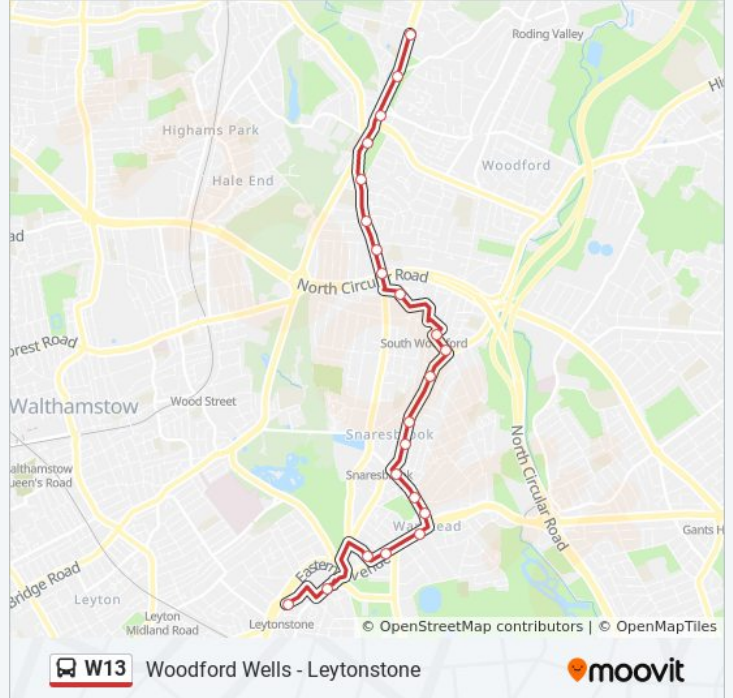 Roding Valley
Hi
Highams Park
Woodford
Hale End
ad
North Circular Road
orest Road
South Woodford
Wood Street
Walthamstow
Snaresbrook
North Circular Road
althamstow
ueen's Road
Snaresbrook
Wanstead
Gants H
Eastern Avenue
Bridge Road
Leyton
Leyton
Midland Road
Leytonstone
© OpenStreetMap contributors | © OpenMapTiles
W13 Woodford Wells - Leytonstone
moovit